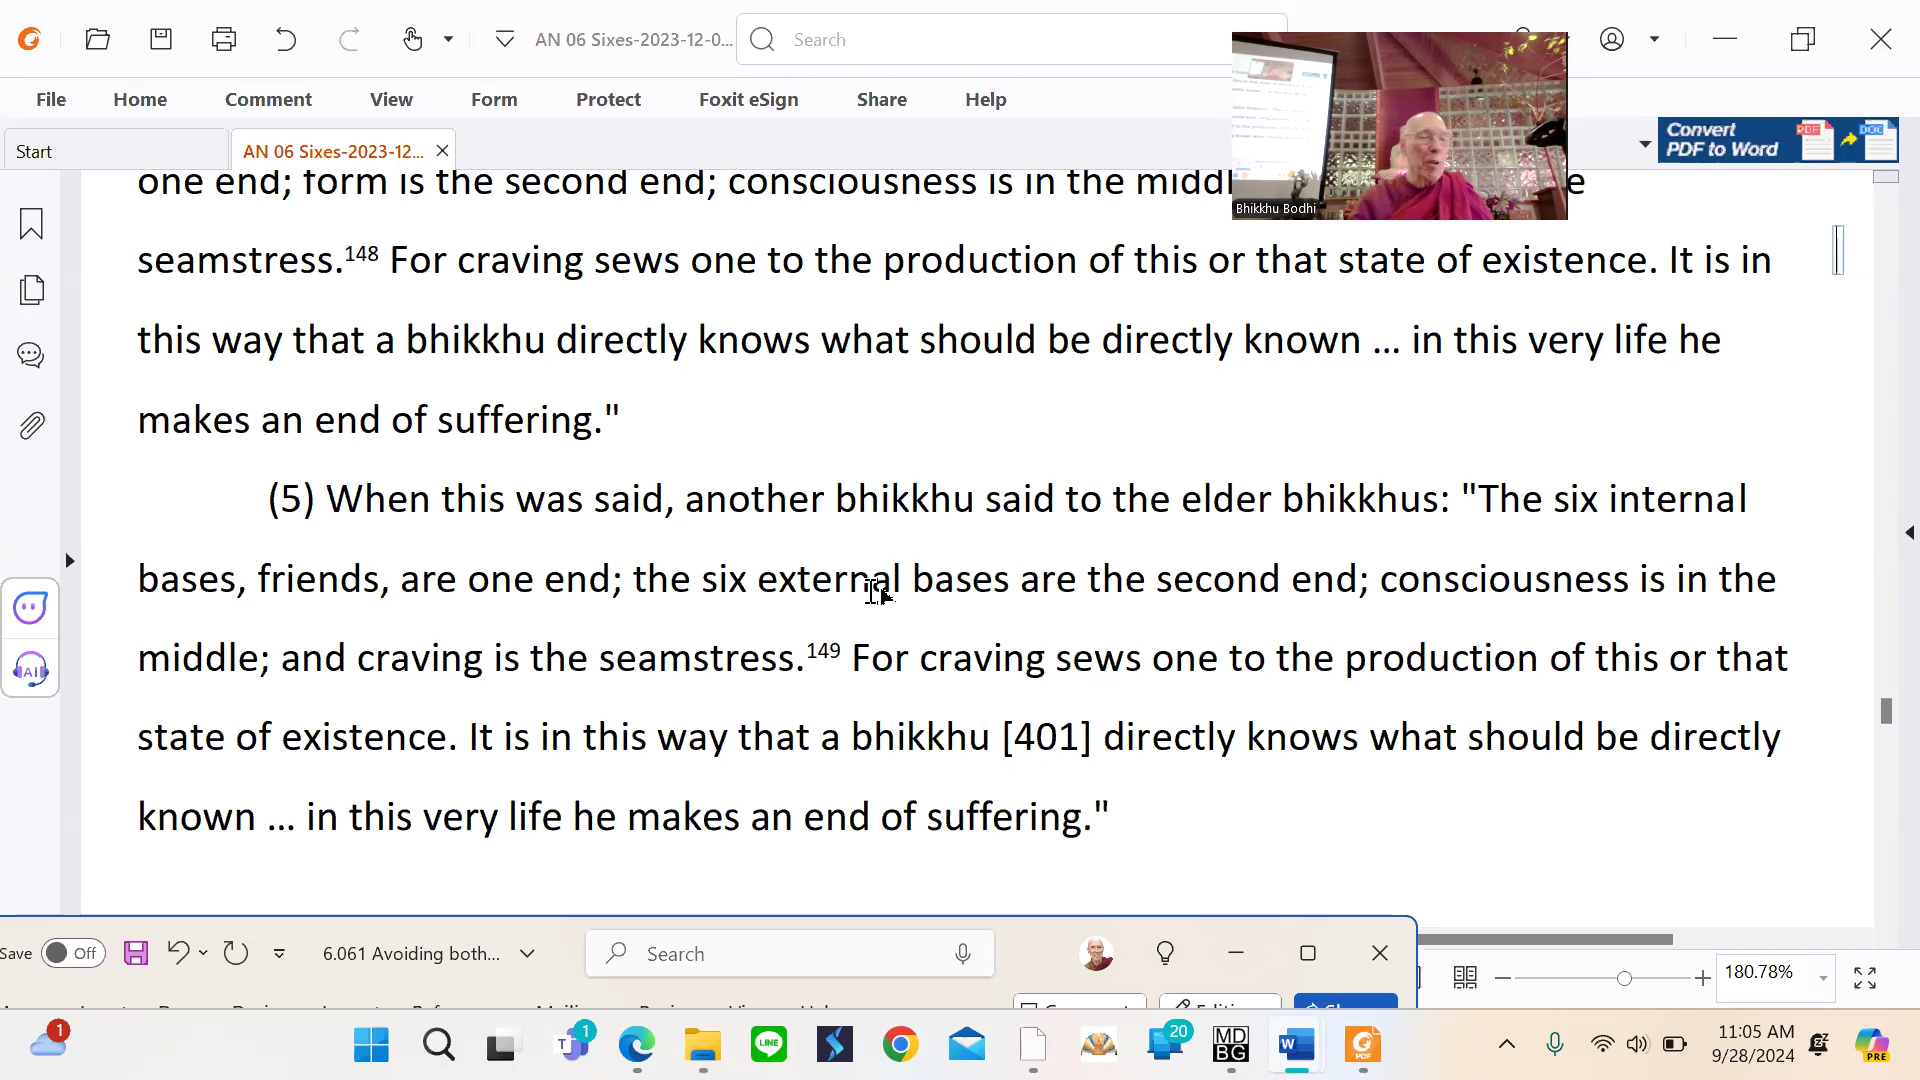 AN 06 Sixes-2023-12-0...
Search
File Home Comment View Form Protect Foxit eSign Share Help
Start
AN 06 Sixes-2023-12...
Convert
PDF to Word
PDF
DOC
Bhikkhu Bodhi
one end; form is the second end; consciousness is in the middl
e
seamstress.148 For craving sews one to the production of this or that state of existence. It is in
this way that a bhikkhu directly knows what should be directly known ... in this very life he
makes an end of suffering."
(5) When this was said, another bhikkhu said to the elder bhikkhus: "The six internal
bases, friends, are one end; the six external bases are the second end; consciousness is in the
middle; and craving is the seamstress.149 For craving sews one to the production of this or that
state of existence. It is in this way that a bhikkhu [401] directly knows what should be directly
known ... in this very life he makes an end of suffering."
AI
Save Off
6.061 Avoiding both...
Search
180.78%
1
1
20
LINE
MD
BG
PDF
11:05 AM
9/28/2024
PRE